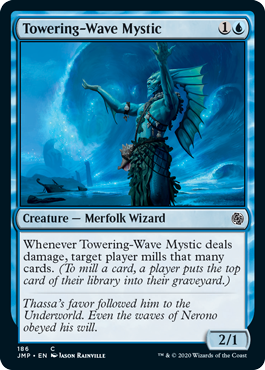 Towering-Wave Mystic 1
Creature — Merfolk Wizard
Whenever Towering-Wave Mystic deals
damage, target player mills that many
cards. (To mill a card, a player puts the top
card of their library into their graveyard.)
Thassa's favor followed him to the
Underworld. Even the waves of Nerono
obeyed his will.
2/1
186 C
JMP • EN Jason Rainville ™ & © 2020 Wizards of the Coast